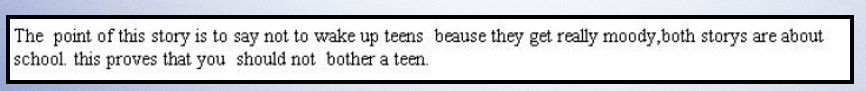 The  point of this story is to say not to wake up teens  beause they get really moody,both storys are about
school. this proves that you  should not  bother a teen.